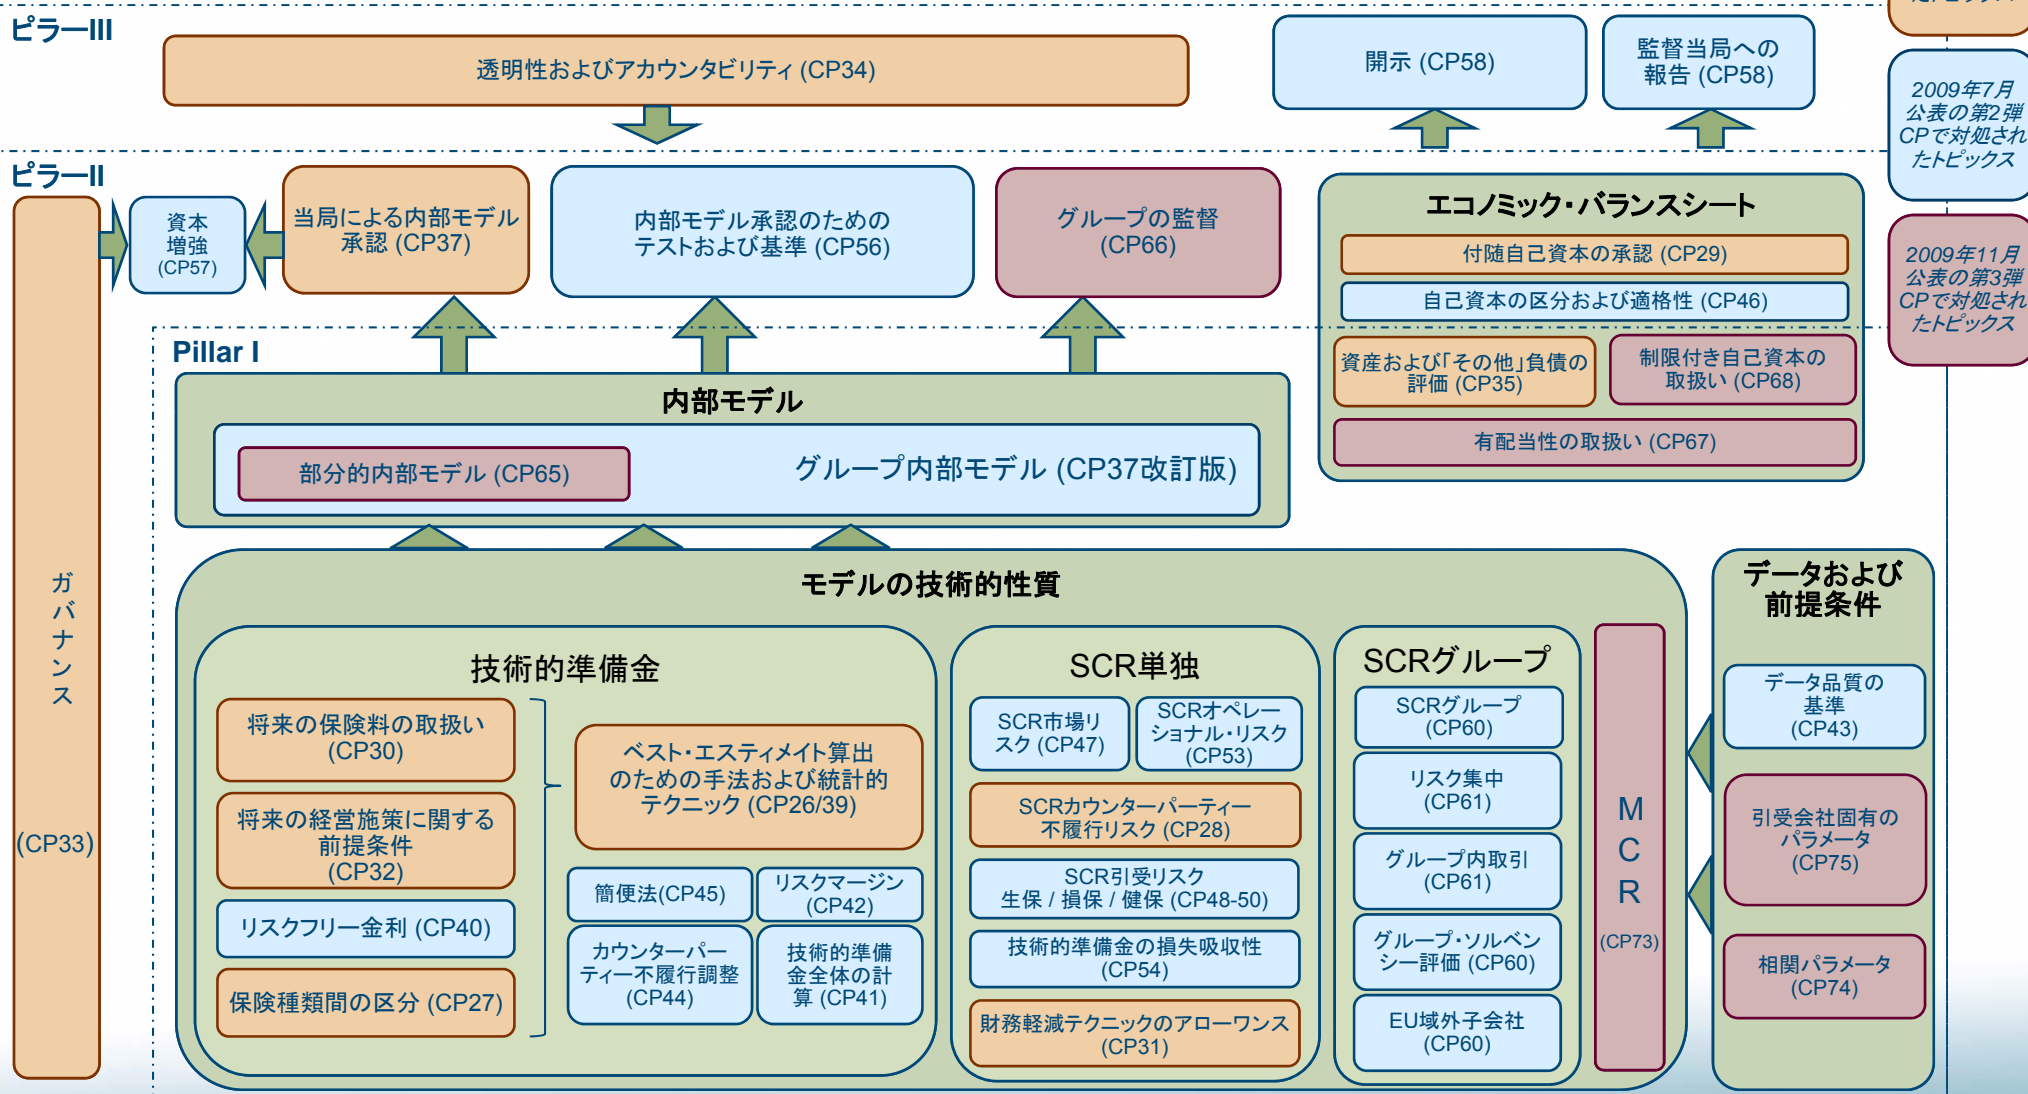 たトピックス
ピラーIII
透明性およびアカウンタビリティ (CP34)
開示 (CP58)
監督当局への
報告 (CP58)
2009年7月
公表の第2弾
CPで対処され
たトピックス
ピラーII
資本
増強
(CP57)
当局による内部モデル
承認 (CP37)
内部モデル承認のための
テストおよび基準 (CP56)
グループの監督
(CP66)
エコノミック・バランスシート
付随自己資本の承認 (CP29)
自己資本の区分および適格性 (CP46)
資産および「その他」負債の
評価 (CP35)
制限付き自己資本の
取扱い (CP68)
有配当性の取扱い (CP67)
2009年11月
公表の第3弾
CPで対処され
たトピックス
Pillar I
内部モデル
部分的内部モデル (CP65)
グループ内部モデル (CP37改訂版)
ガ
バ
ナ
ン
ス
(CP33)
モデルの技術的性質
技術的準備金
将来の保険料の取扱い
(CP30)
将来の経営施策に関する
前提条件
(CP32)
リスクフリー金利 (CP40)
保険種類間の区分 (CP27)
ベスト・エスティメイト算出
のための手法および統計的
テクニック (CP26/39)
簡便法(CP45)
リスクマージン
(CP42)
カウンターパー
ティー不履行調整
(CP44)
技術的準備
金全体の計
算 (CP41)
SCR単独
SCR市場リ
スク (CP47)
SCRオペレー
ショナル・リスク
(CP53)
SCRカウンターパーティー
不履行リスク (CP28)
SCR引受リスク
生保 / 損保 / 健保 (CP48-50)
技術的準備金の損失吸収性
(CP54)
財務軽減テクニックのアローワンス
(CP31)
SCRグループ
SCRグループ
(CP60)
リスク集中
(CP61)
グループ内取引
(CP61)
グループ・ソルベン
シー評価 (CP60)
EU域外子会社
(CP60)
M
C
R
(CP73)
データおよび
前提条件
データ品質の
基準
(CP43)
引受会社固有の
パラメータ
(CP75)
相関パラメータ
(CP74)